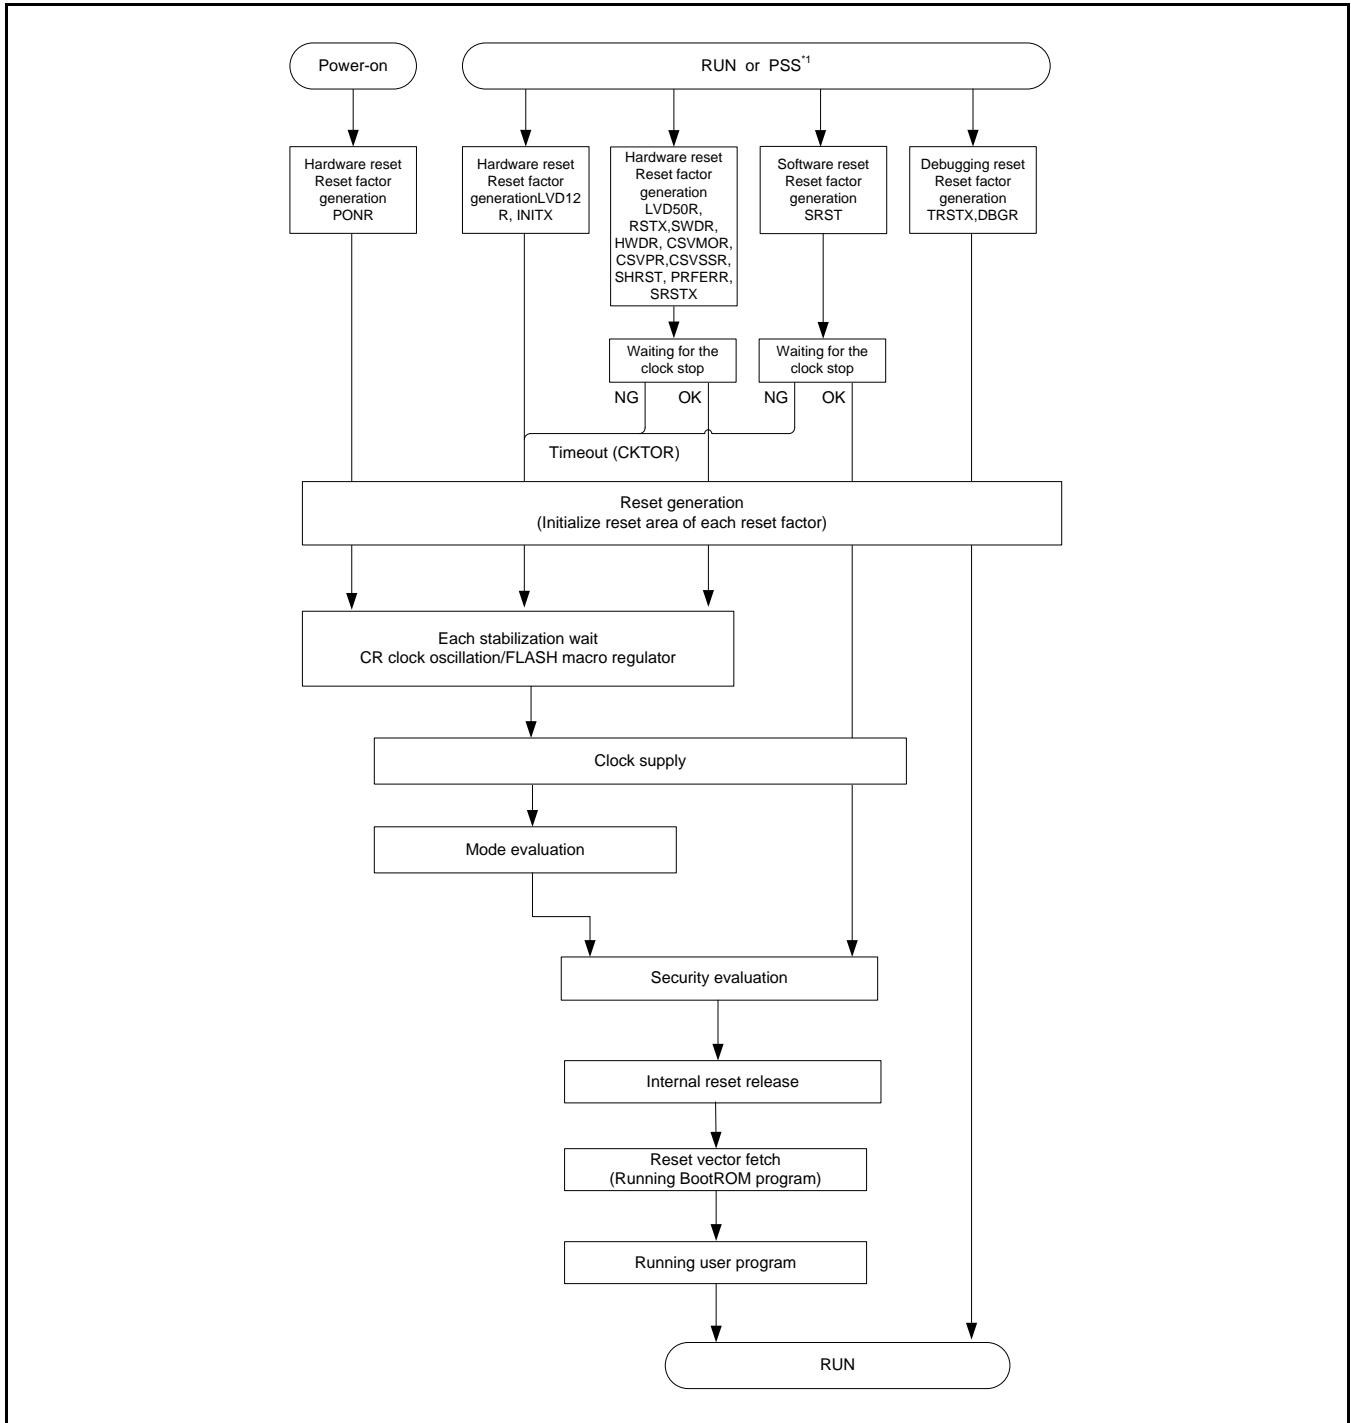 Power-on
RUN or PSS*1
Hardware reset
Reset factor
generation
PONR
Hardware reset
Reset factor
generationLVD12
R, INITX
Hardware reset
Reset factor
generation
LVD50R,
RSTX,SWDR,
HWDR, CSVMOR,
CSVPR,CSVSSR,
SHRST, PRFERR,
SRSTX
Software reset
Reset factor
generation
SRST
Debugging reset
Reset factor
generation
TRSTX,DBGR
Waiting for the
clock stop
Waiting for the
clock stop
NG OK
NG OK
Timeout (CKTOR)
Reset generation
(Initialize reset area of each reset factor)
Each stabilization wait
CR clock oscillation/FLASH macro regulator
Clock supply
Mode evaluation
Security evaluation
Internal reset release
Reset vector fetch
(Running BootROM program)
Running user program
RUN